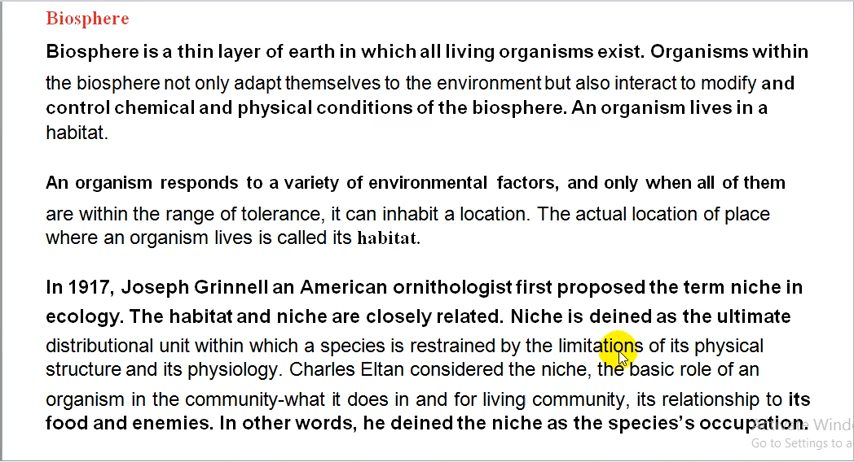 Biosphere
Biosphere is a thin layer of earth in which all living organisms exist. Organisms within
the biosphere not only adapt themselves to the environment but also interact to modify and
control chemical and physical conditions of the biosphere. An organism lives in a
habitat.
An organism responds to a variety of environmental factors, and only when all of them
are within the range of tolerance, it can inhabit a location. The actual location of place
where an organism lives is called its habitat.
In 1917, Joseph Grinnell an American ornithologist first proposed the term niche in
ecology. The habitat and niche are closely related. Niche is deined as the ultimate
distributional unit within which a species is restrained by the limitations of its physical
structure and its physiology. Charles Eltan considered the niche, the basic role of an
organism in the community-what it does in and for living community, its relationship to its
food and enemies. In other words, he deined the niche as the species's occupation.
Activate Wind
Go to Settings to a